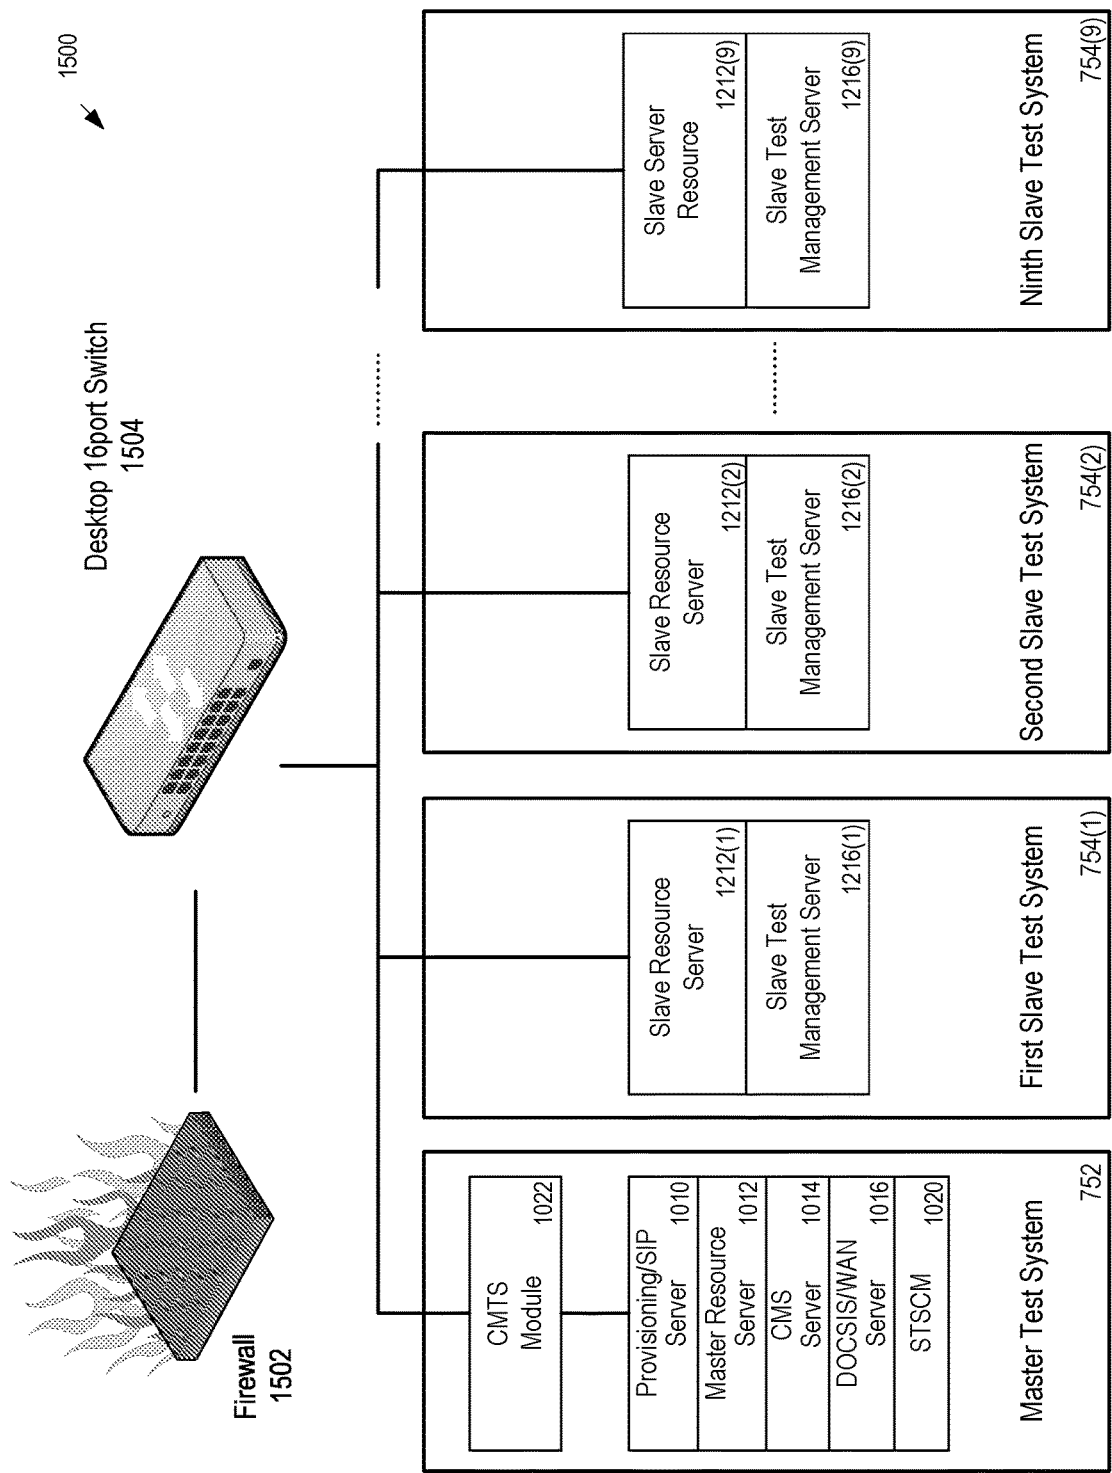 1500
Desktop 16port Switch
1504
Firewall
1502
CMTS
Module
1022
Provisioning/SIP
Server
1010
Master Resource
Server
1012
CMS
Server
1014
DOCSIS/WAN
Server
1016
STSCM
1020
Master Test System
752
Slave Resource
Server
1212(1)
Slave Test
Management Server
1216(1)
First Slave Test System
754(1)
Slave Resource
Server
1212(2)
Slave Test
Management Server
1216(2)
Second Slave Test System
754(2)
Slave Server
Resource
1212(9)
Slave Test
Management Server
1216(9)
Ninth Slave Test System
754(9)